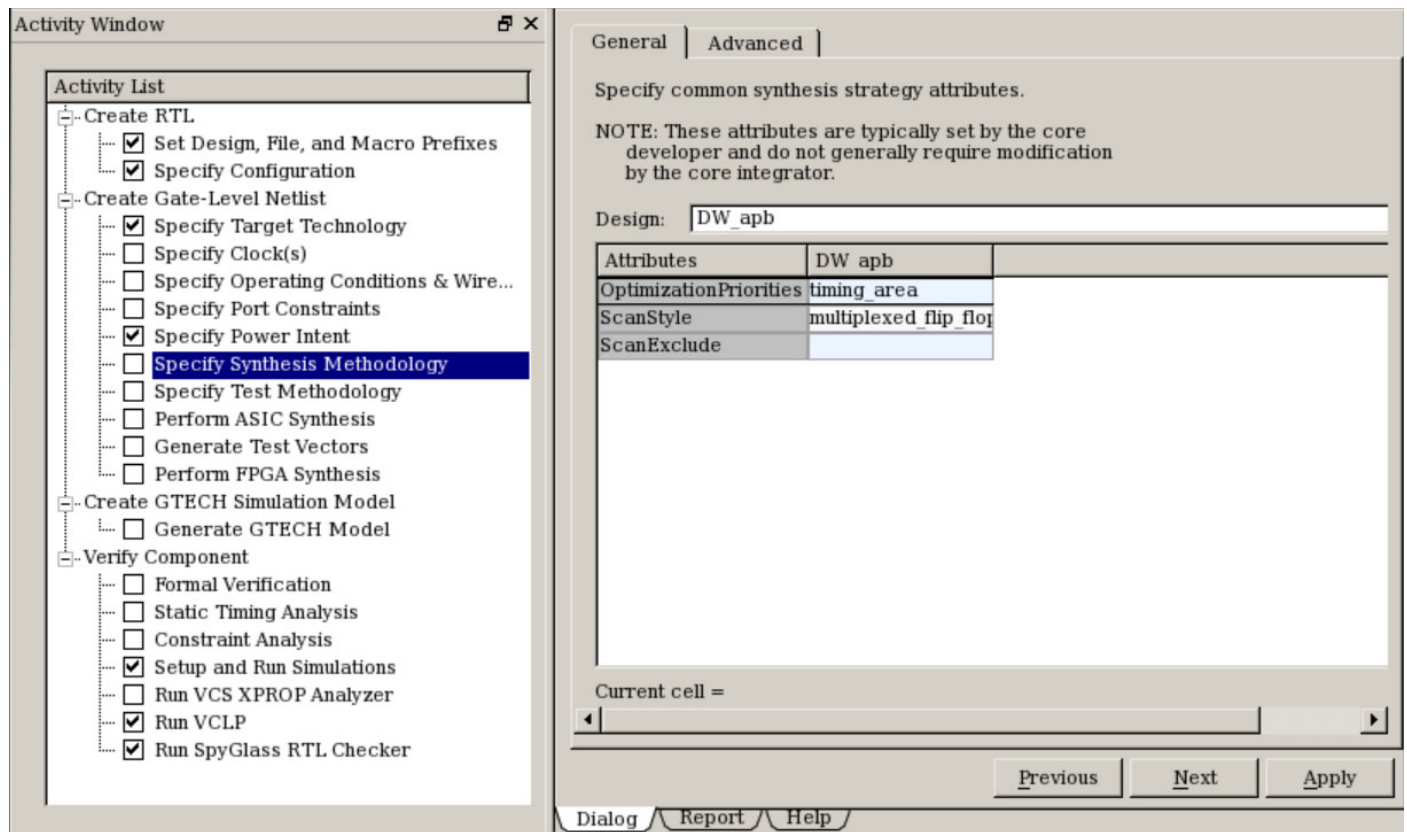 Activity Window
Activity List
Create RTL
Set Design, File, and Macro Prefixes
Specify Configuration
Create Gate-Level Netlist
Specify Target Technology
Specify Clock(s)
Specify Operating Conditions & Wire...
Specify Port Constraints
Specify Power Intent
Specify Synthesis Methodology
Specify Test Methodology
Perform ASIC Synthesis
Generate Test Vectors
Perform FPGA Synthesis
Create GTECH Simulation Model
Generate GTECH Model
Verify Component
Formal Verification
Static Timing Analysis
Constraint Analysis
Setup and Run Simulations
Run VCS XPROP Analyzer
Run VCLP
Run SpyGlass RTL Checker
General Advanced
Specify common synthesis strategy attributes.
NOTE: These attributes are typically set by the core
developer and do not generally require modification
by the core integrator.
Design: DW_apb
Attributes DW apb
OptimizationPriorities timing_area
ScanStyle multiplexed_flip_flop
ScanExclude
Current cell =
Previous Next Apply
Dialog Report Help